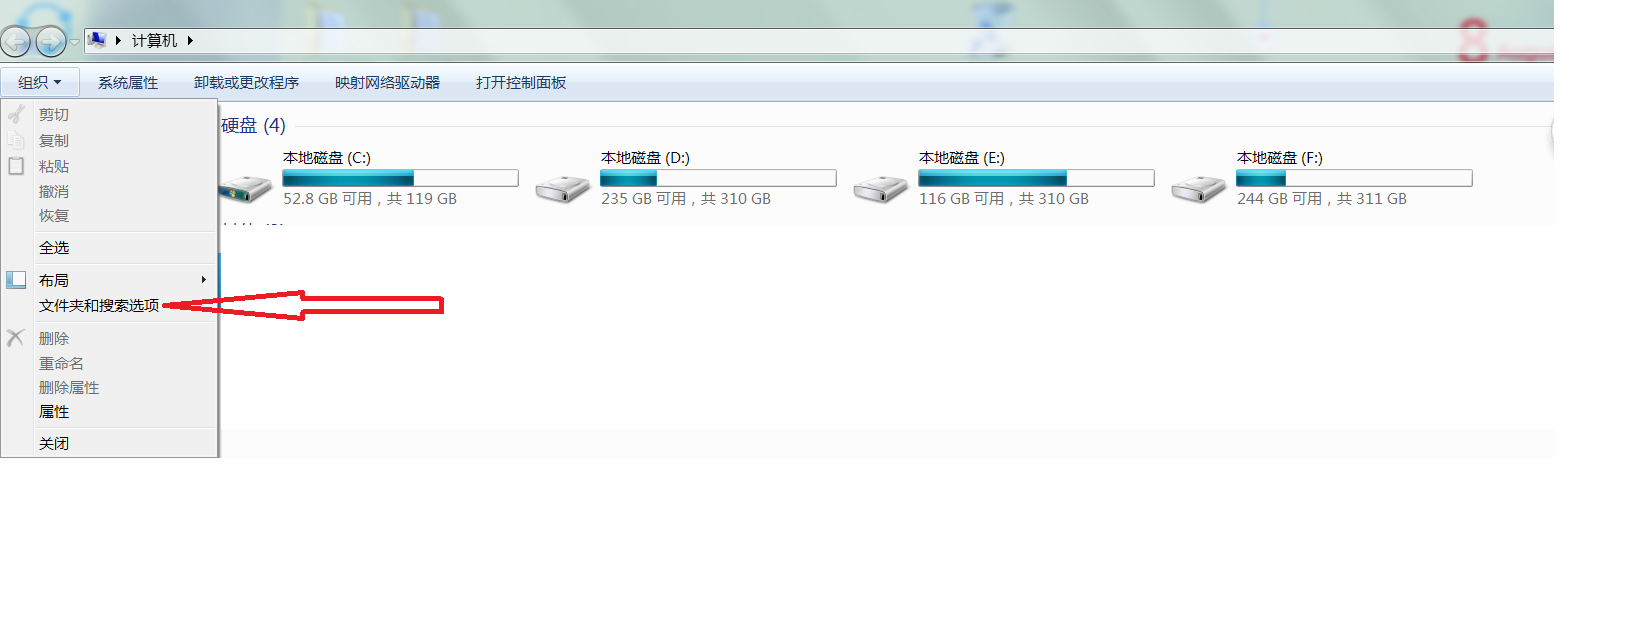 计算机
组织 系统属性 卸载或更改程序 映射网络驱动器 打开控制面板
剪切
复制
粘贴
撤消
恢复
全选
布局
文件夹和搜索选项
删除
重命名
删除属性
属性
关闭
硬盘 (4)
本地磁盘 (C:)
52.8 GB 可用，共 119 GB
本地磁盘 (D:)
235 GB 可用，共 310 GB
本地磁盘 (E:)
116 GB 可用，共 310 GB
本地磁盘 (F:)
244 GB 可用，共 311 GB
8